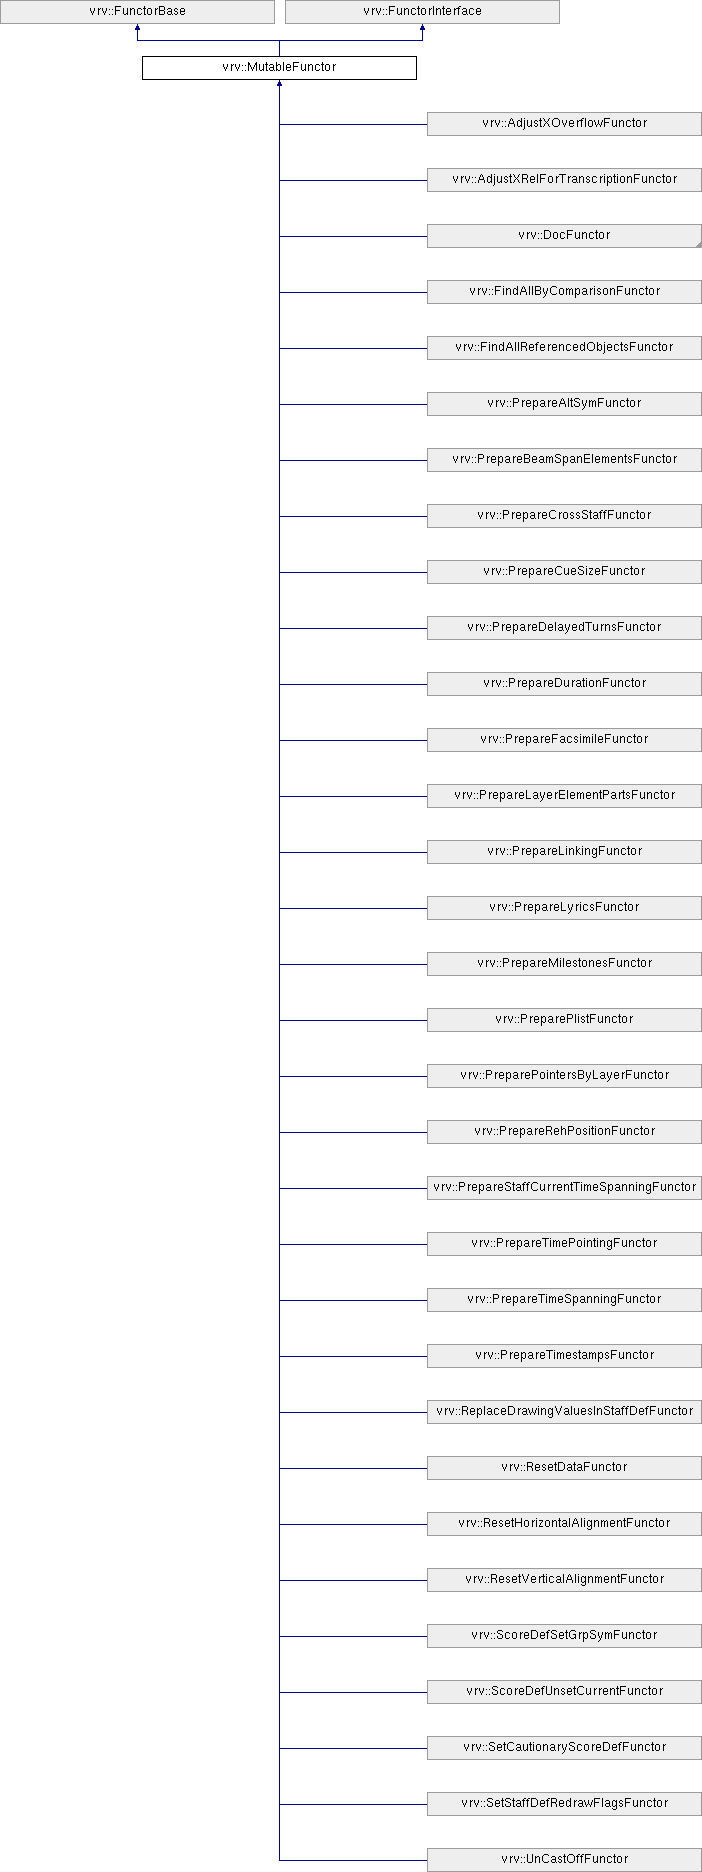 vrv::FunctorBase
vrv::FunctorInterface
vrv::MutableFunctor
vrv::AdjustXOverflowFunctor
vrv::AdjustXRelForTranscriptionFunctor
vrv::DocFunctor
vrv::FindAllByComparisonFunctor
vrv::FindAllReferencedObjectsFunctor
vrv::PrepareAltSymFunctor
vrv::PrepareBeamSpanElementsFunctor
vrv::PrepareCrossStaffFunctor
vrv::PrepareCueSizeFunctor
vrv::PrepareDelayedTurnsFunctor
vrv::PrepareDurationFunctor
vrv::PrepareFacsimileFunctor
vrv::PrepareLayerElementPartsFunctor
vrv::PrepareLinkingFunctor
vrv::PrepareLyricsFunctor
vrv::PrepareMilestonesFunctor
vrv::PreparePlistFunctor
vrv::PreparePointersByLayerFunctor
vrv::PrepareRehPositionFunctor
vrv::PrepareStaffCurrentTimeSpanningFunctor
vrv::PrepareTimePointingFunctor
vrv::PrepareTimeSpanningFunctor
vrv::PrepareTimestampsFunctor
vrv::ReplaceDrawingValuesInStaffDefFunctor
vrv::ResetDataFunctor
vrv::ResetHorizontalAlignmentFunctor
vrv::ResetVerticalAlignmentFunctor
vrv::ScoreDefSetGrpSymFunctor
vrv::ScoreDefUnsetCurrentFunctor
vrv::SetCautionaryScoreDefFunctor
vrv::SetStaffDefRedrawFlagsFunctor
vrv::UnCastOffFunctor